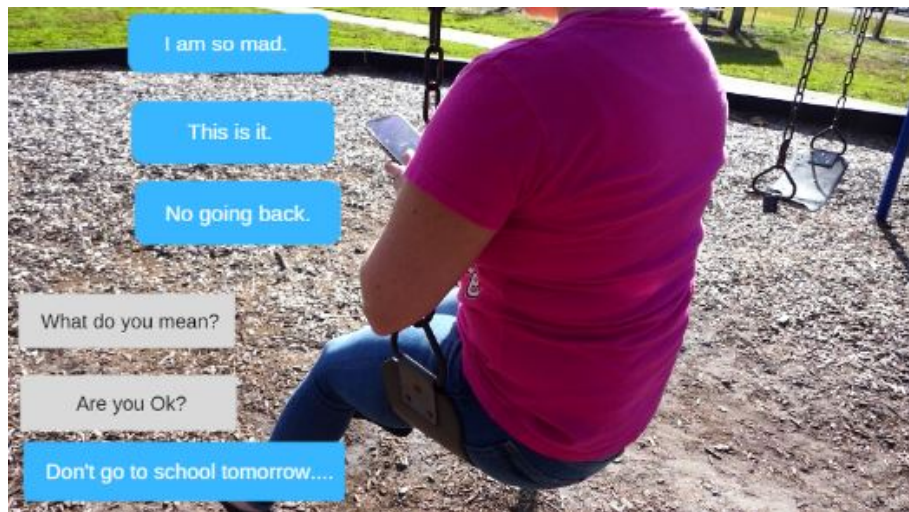 I am so mad.
This is it.
No going back.
What do you mean?
Are you Ok?
Don't go to school tomorrow....